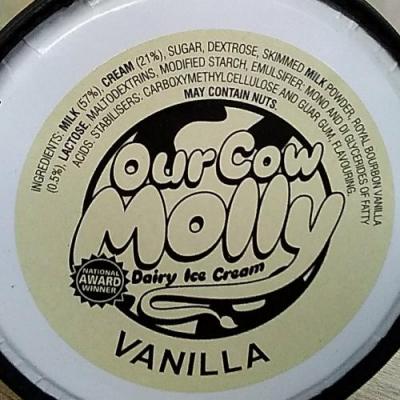 INGREDIENTS: MILK (57%), CREAM (21%), SUGAR, DEXTROSE, SKIMMED MILK POWDER, ROYAL BOURBON VANILLA
(0.5%), LACTOSE, MALTODEXTRINS, MODIFIED STARCH, EMULSIFIER: MONO AND DI GLYCERIDES OF FATTY
ACIDS. STABILISERS: CARBOXYMETHYLCELLULOSE AND GUAR GUM, FLAVOURING.
MAY CONTAIN NUTS.
Our Cow
Molly
Dairy Ice Cream
NATIONAL
AWARD
WINNER
VANILLA